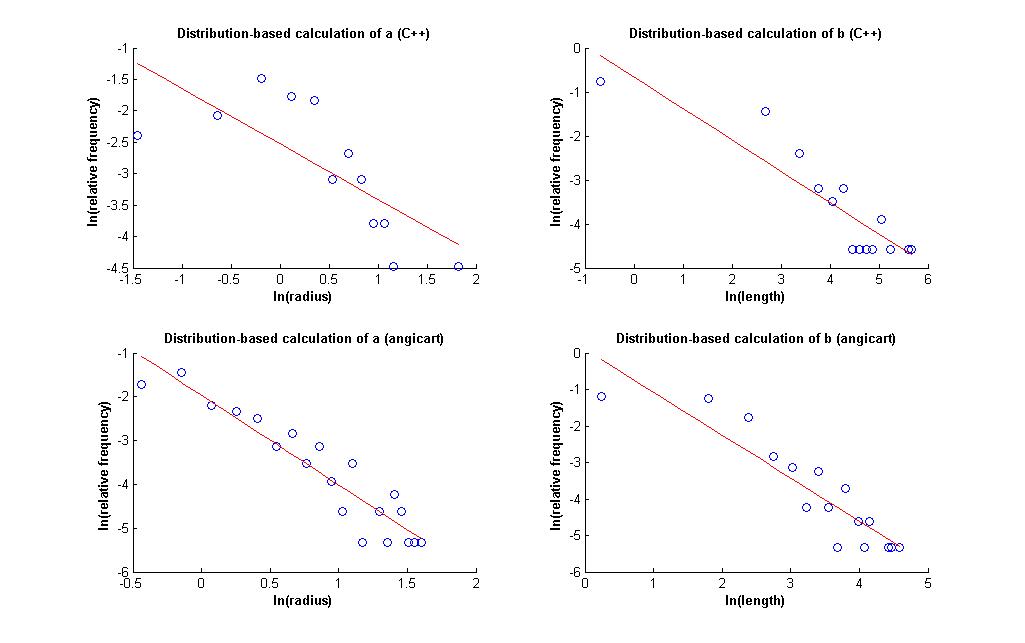 Distribution-based calculation of a (C++)
-1
-1.5
-2
-2.5
-3
-3.5
-4
-4.5
ln(relative frequency)
-1.5 -1 -0.5 0 0.5 1 1.5 2
ln(radius)
Distribution-based calculation of b (C++)
0
-1
-2
-3
-4
-5
ln(relative frequency)
-1 0 1 2 3 4 5 6
ln(length)
Distribution-based calculation of a (angicart)
-1
-2
-3
-4
-5
-6
ln(relative frequency)
-0.5 0 0.5 1 1.5 2
ln(radius)
Distribution-based calculation of b (angicart)
0
-1
-2
-3
-4
-5
-6
ln(relative frequency)
0 1 2 3 4 5
ln(length)